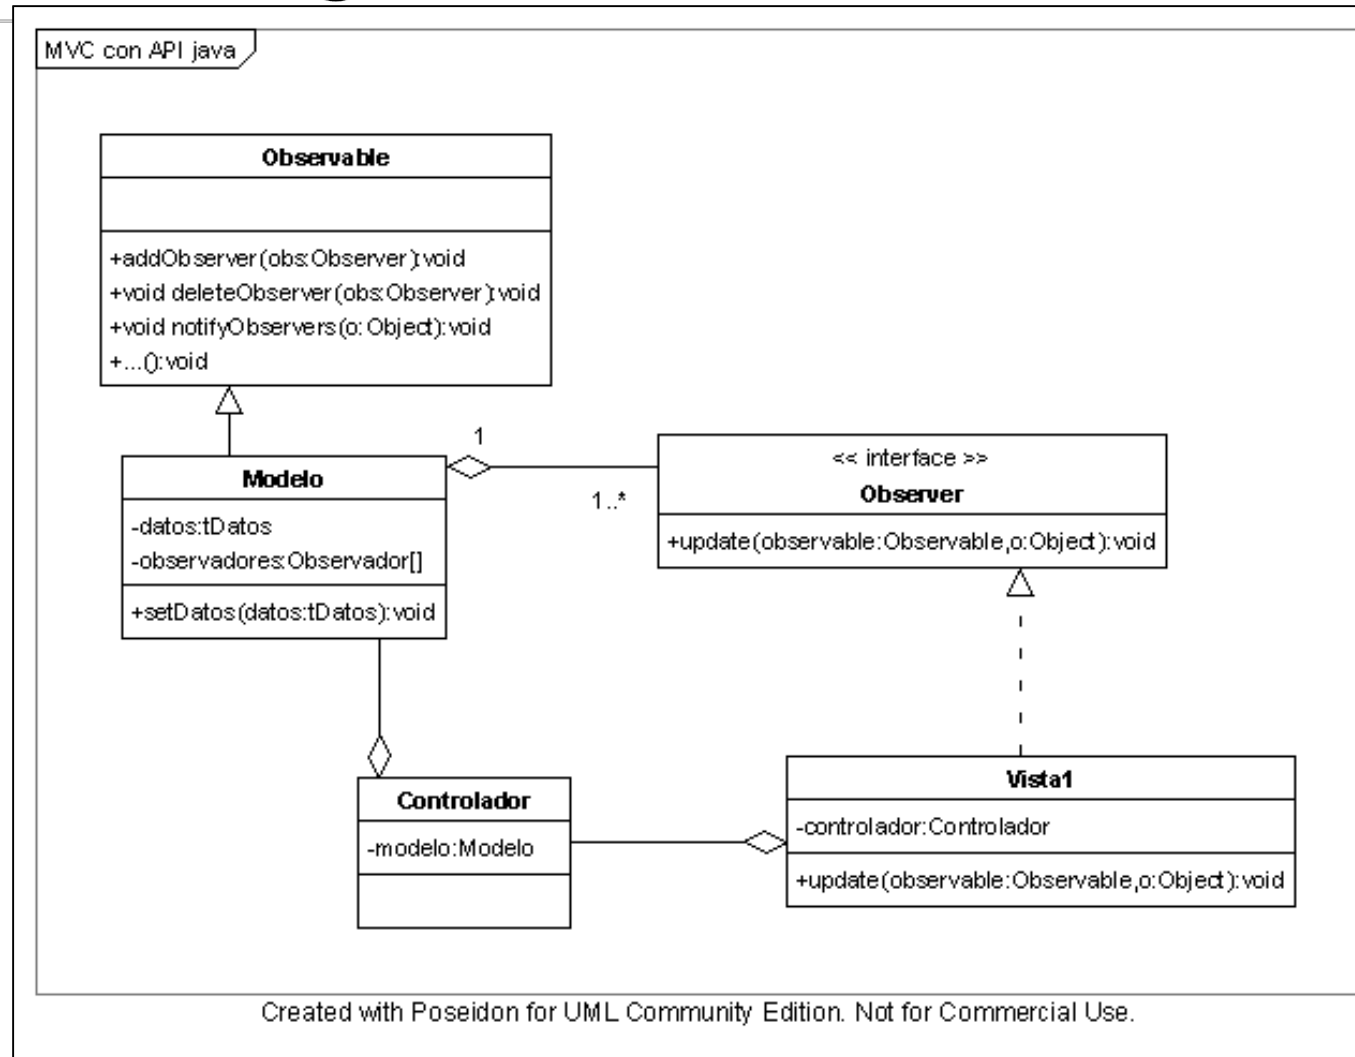 MVC con API java
Observable
+addObserver(obs:Observer):void
+void deleteObserver(obs:Observer):void
+void notifyObservers(o:Object):void
+...():void
1
1..*
Modelo
-datos:tDatos
-observadores:Observador[]
+setDatos(datos:tDatos):void
<< interface >>
Observer
+update(observable:Observable,o:Object):void
Controlador
-modelo:Modelo
Vista1
-controlador:Controlador
+update(observable:Observable,o:Object):void
Created with Poseidon for UML Community Edition. Not for Commercial Use.